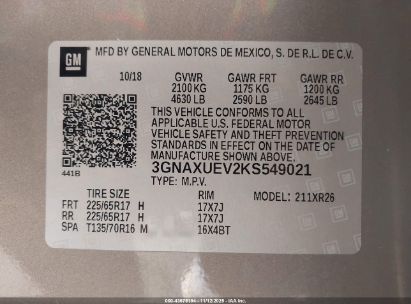 GM
MFD BY GENERAL MOTORS DE MEXICO, S. DE R.L. DE C.V.
10/18 GVWR GAWR FRT GAWR RR
2100 KG 1175 KG 1200 KG
4630 LB 2590 LB 2645 LB
THIS VEHICLE CONFORMS TO ALL
APPLICABLE U.S. FEDERAL MOTOR
VEHICLE SAFETY AND THEFT PREVENTION
STANDARDS IN EFFECT ON THE DATE OF
MANUFACTURE SHOWN ABOVE.
441B 3GNAXUEV2KS549021
TYPE: M.P.V.
TIRE SIZE RIM MODEL: 211XR26
FRT 225/65R17 H 17X7J
RR 225/65R17 H 17X7J
SPA T135/70R16 M 16X4BT